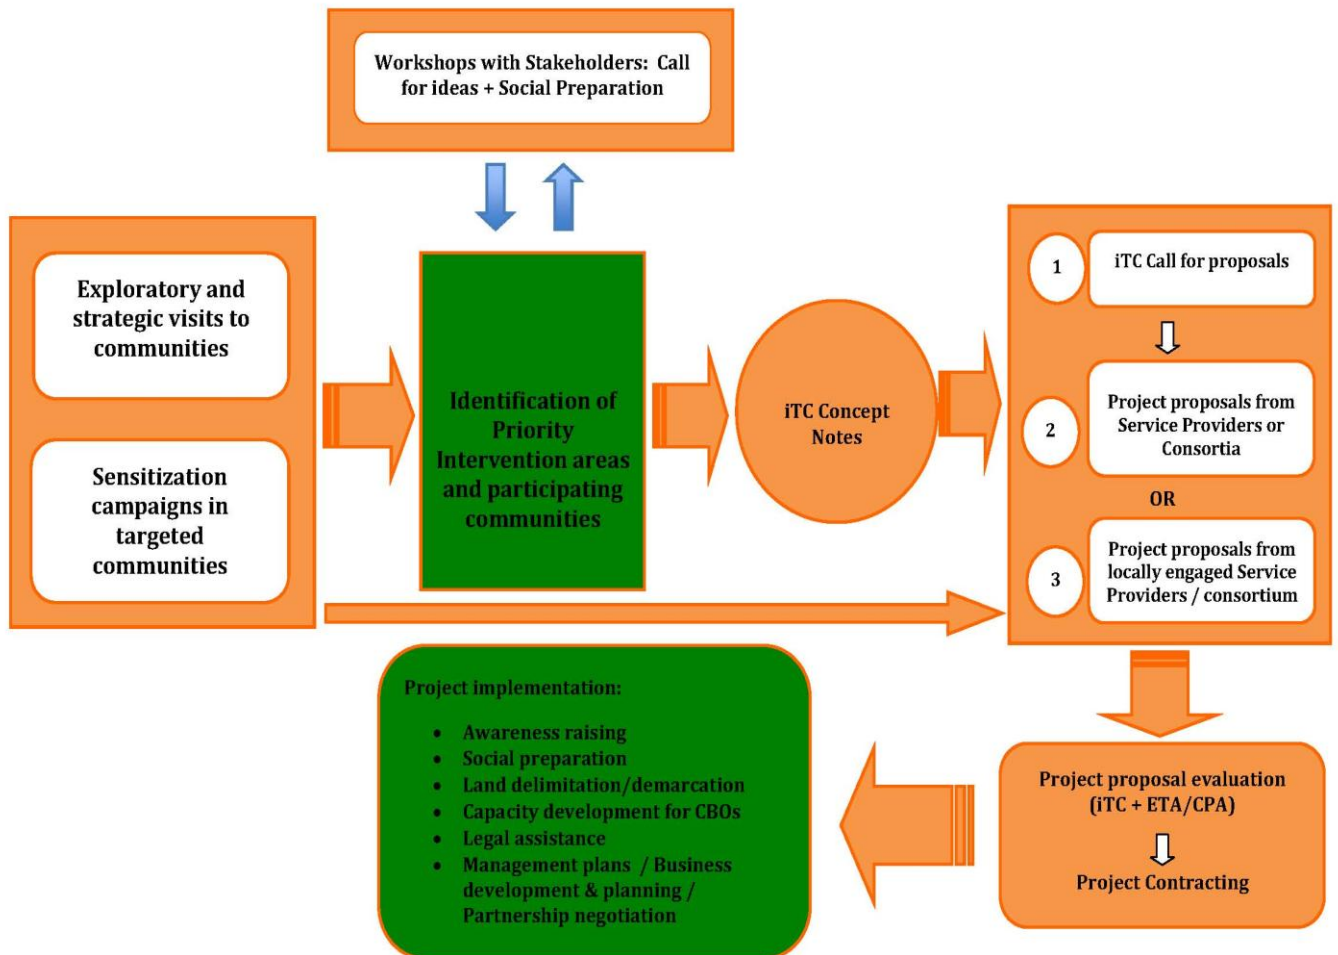 Workshops with Stakeholders: Call
for ideas + Social Preparation
Exploratory and
strategic visits to
communities
Sensitization
campaigns in
targeted
communities
Identification of
Priority
Intervention areas
and participating
communities
iTC Concept
Notes
1
iTC Call for proposals
2
Project proposals from
Service Providers or
Consortia
OR
3
Project proposals from
locally engaged Service
Providers / consortium
Project proposal evaluation
(iTC + ETA/CPA)
Project Contracting
Project implementation:
• Awareness raising
• Social preparation
• Land delimitation/demarcation
• Capacity development for CBOs
• Legal assistance
• Management plans / Business
development & planning /
Partnership negotiation